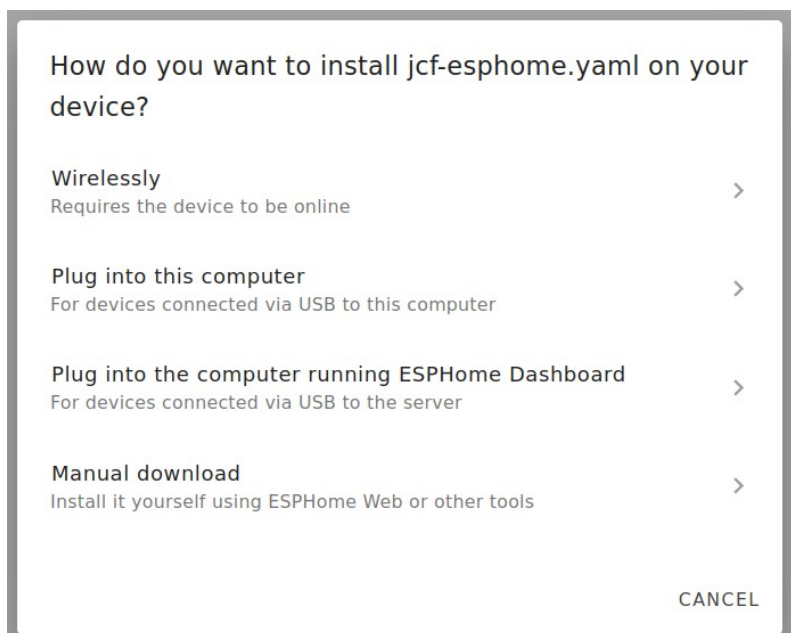 How do you want to install jcf-esphome.yaml on your
device?
Wirelessly
Requires the device to be online
Plug into this computer
For devices connected via USB to this computer
Plug into the computer running ESPHome Dashboard
For devices connected via USB to the server
Manual download
Install it yourself using ESPHome Web or other tools
CANCEL